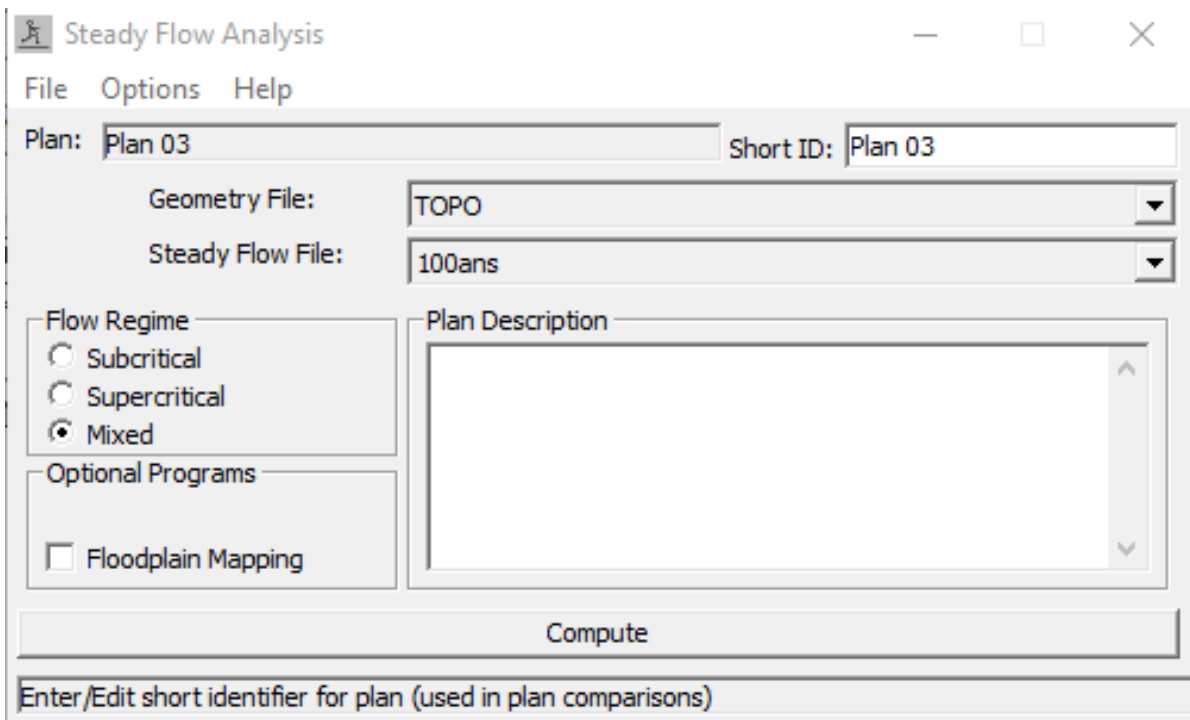 Steady Flow Analysis
File Options Help
Plan: Plan 03 Short ID: Plan 03
Geometry File: TOPO
Steady Flow File: 100ans
Flow Regime
Subcritical
Supercritical
Mixed
Plan Description
Optional Programs
Floodplain Mapping
Compute
Enter/Edit short identifier for plan (used in plan comparisons)